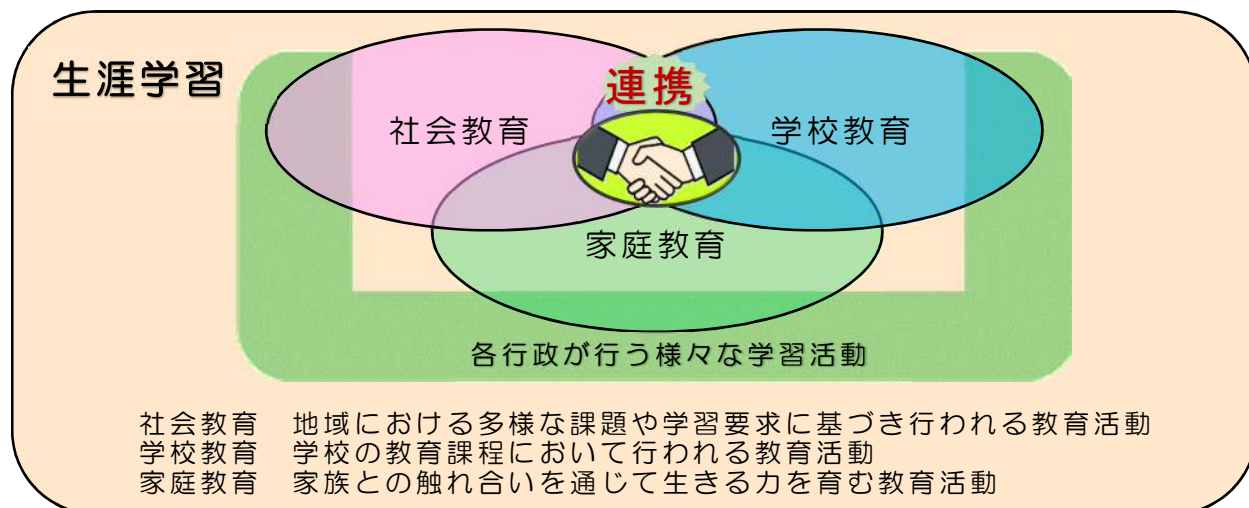 生涯学習
連携
社会教育
学校教育
家庭教育
各行政が行う様々な学習活動
社会教育　地域における多様な課題や学習要求に基づき行われる教育活動
学校教育　学校の教育課程において行われる教育活動
家庭教育　家族との触れ合いを通じて生きる力を育む教育活動